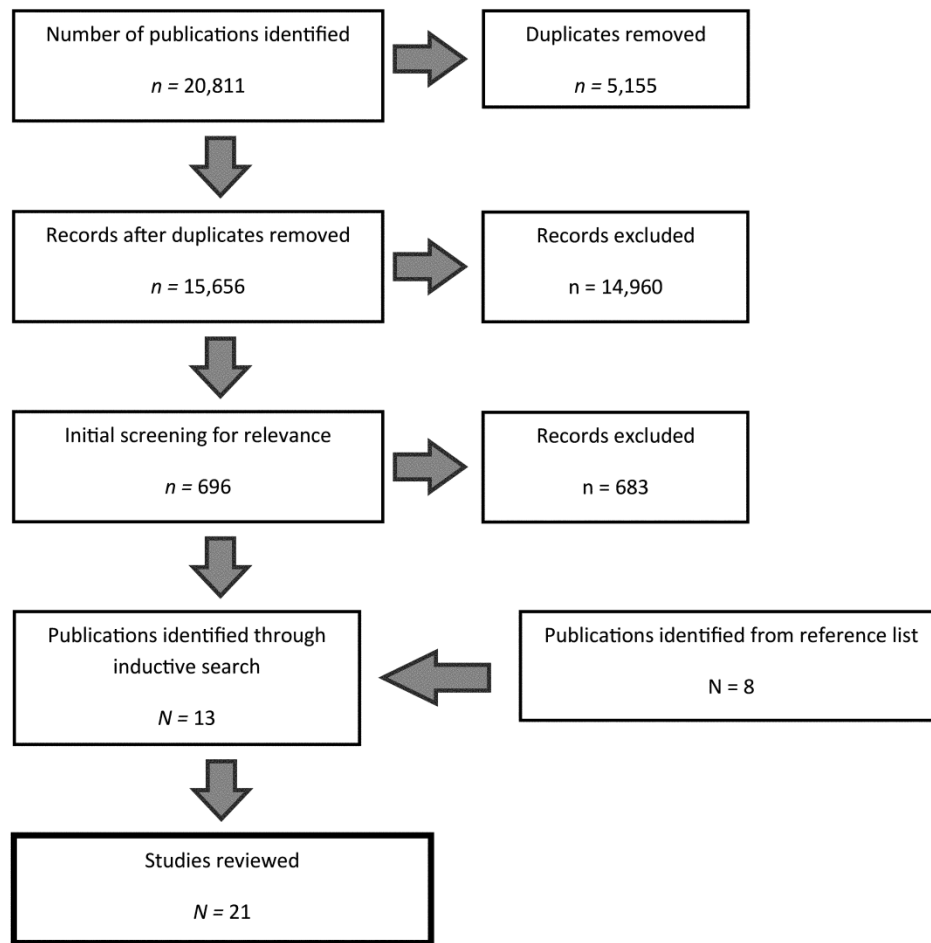 Number of publications identified
n = 20,811
Duplicates removed
n = 5,155
Records after duplicates removed
n = 15,656
Records excluded
n = 14,960
Initial screening for relevance
n = 696
Records excluded
n = 683
Publications identified through
inductive search
N = 13
Publications identified from reference list
N = 8
Studies reviewed
N = 21